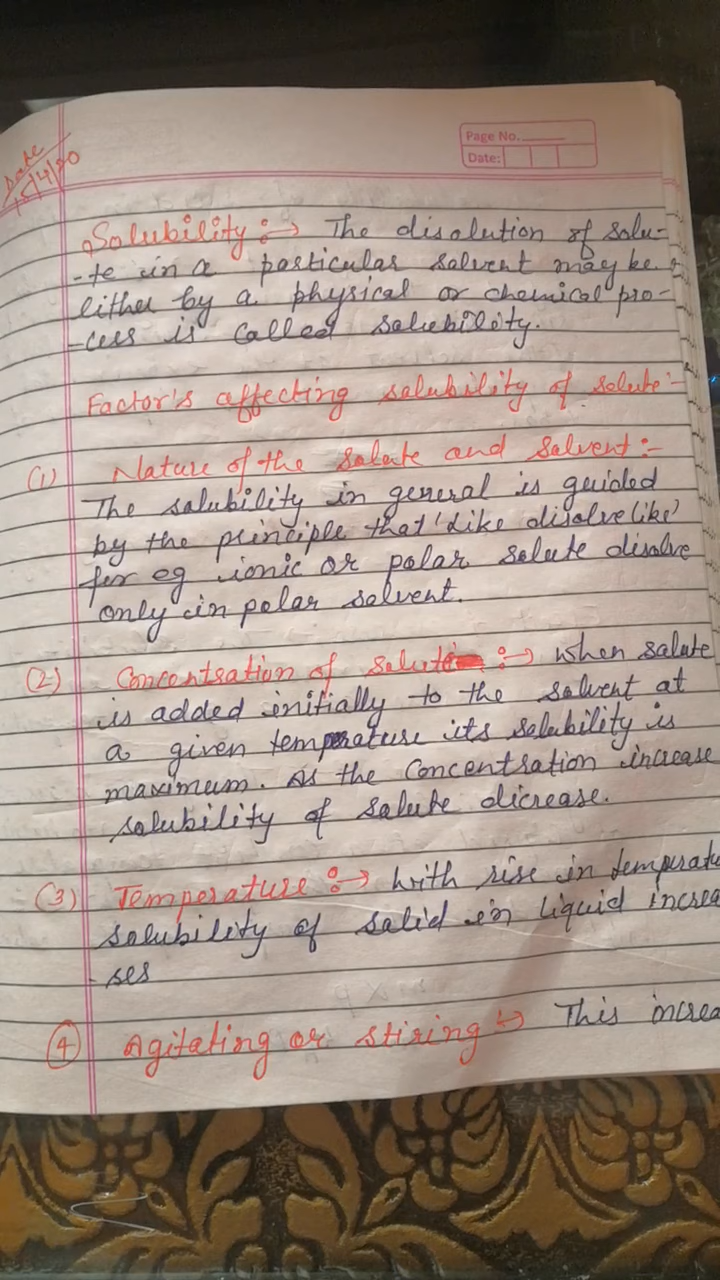 Date
15/4/20
Page No.
Date:
Solubility :→ The disolution of solu-
-te in a particular solvent may be
either by a physical or chemical pro-
-cess is called solubility.
Factor's affecting solubility of solute:-
(1) Nature of the solute and solvent :-
The solubility in general is guided
by the principle that 'Like disolve like'
for eg ionic or polar solute disolve
only in polar solvent.
(2) Concentration of solute :→ when solute
is added initially to the solvent at
a given temperature its solubility is
maximum. As the concentration increase
solubility of solute dicrease.
(3) Temperature :→ with rise in temperatu
solubility of solid in liquid increa
-ses
(4) Agitating or stiring :→ This increa